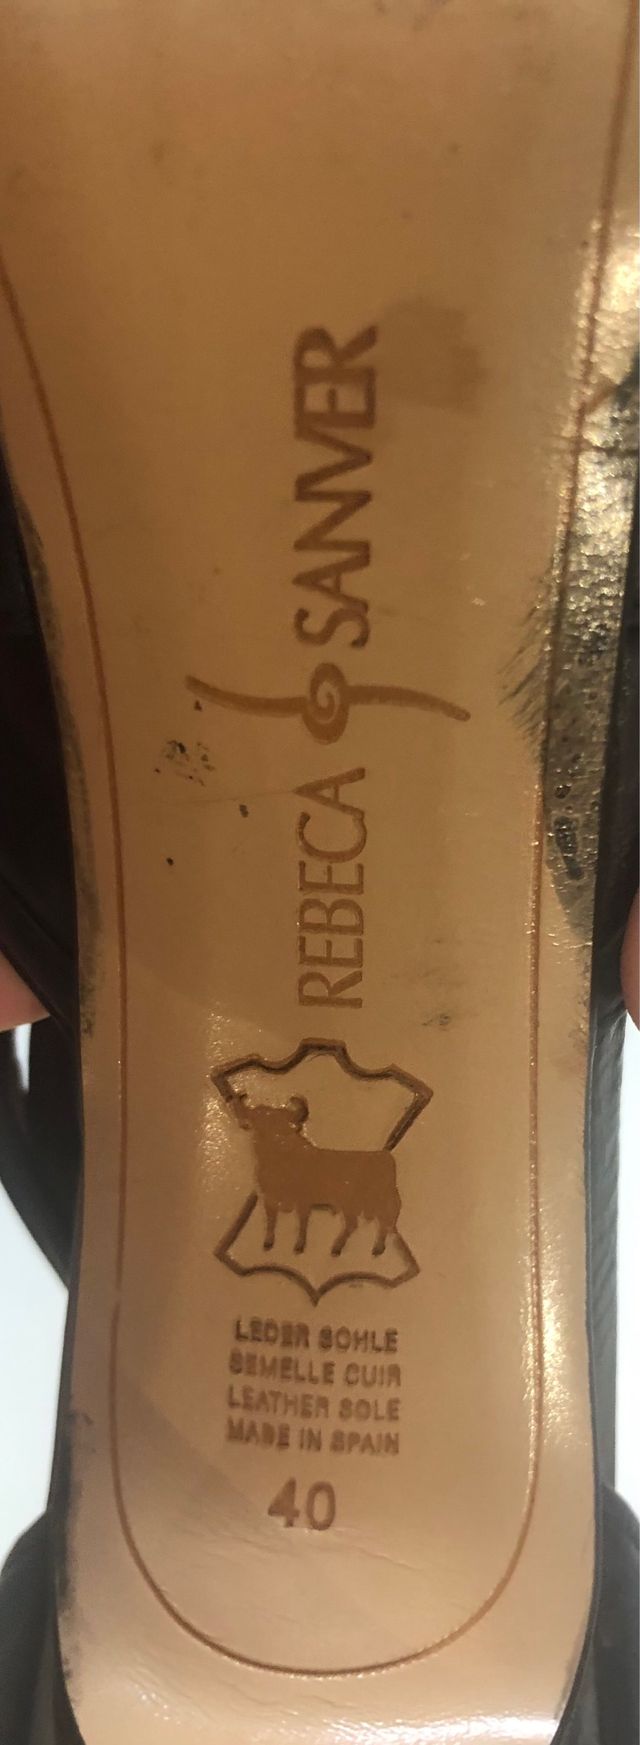 REBECA SANVER
LEDER SOHLE
SEMELLE CUIR
LEATHER SOLE
MADE IN SPAIN
40